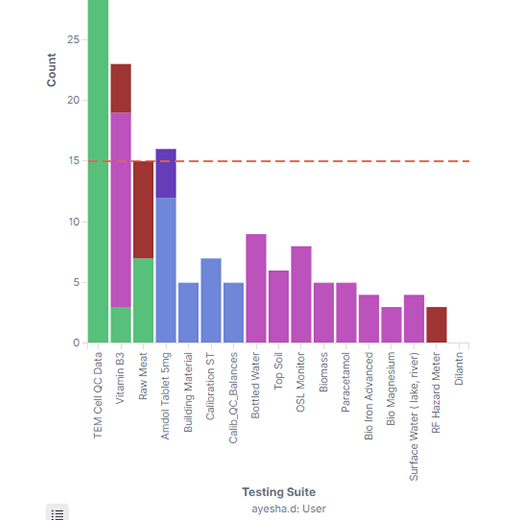 Count
25
20
15
10
5
0
TEM Cell QC Data
Vitamin B3
Raw Meat
Amdol Tablet 5mg
Building Material
Calibration ST
Calib_QC_Balances
Bottled Water
Top Soil
OSL Monitor
Biomass
Paracetamol
Bio Iron Advanced
Bio Magnesium
Surface Water ( lake, river)
RF Hazard Meter
Dilantn
Testing Suite
ayesha.d: User